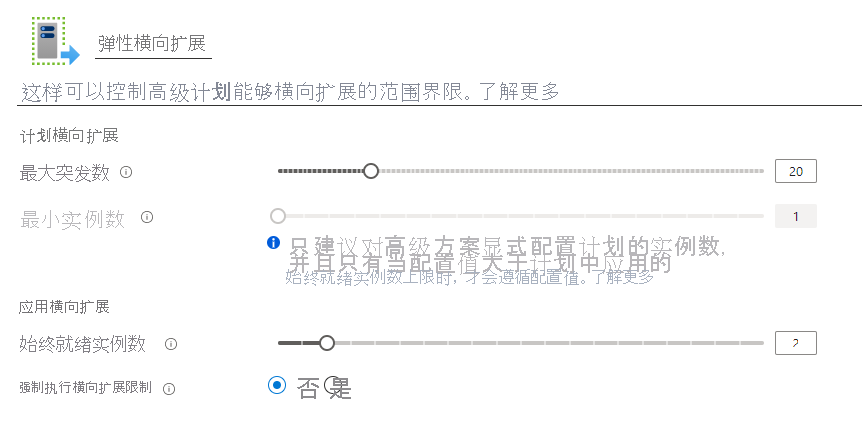 弹性横向扩展
这样可以控制高级计划能够横向扩展的范围界限。了解更多
计划横向扩展
最大突发数
20
最小实例数
1
只建议对高级方案显式配置计划的实例数,
并且只有当配置值大于计划中应用的
始终就绪实例数上限时, 才会遵循配置值。了解更多
应用横向扩展
始终就绪实例数
2
强制执行横向扩展限制
否 是